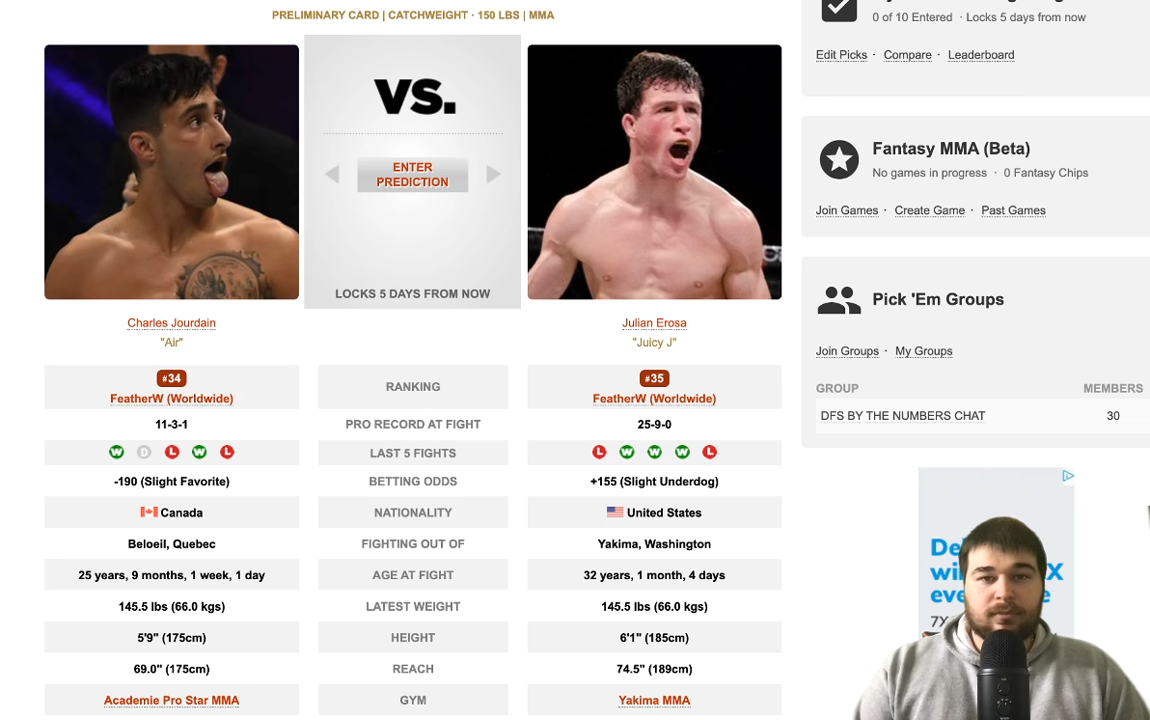 PRELIMINARY CARD | CATCHWEIGHT · 150 LBS | MMA
VS.
ENTER
PREDICTION
LOCKS 5 DAYS FROM NOW
Charles Jourdain
"Air"
Julian Erosa
"Juicy J"
#34
FeatherW (Worldwide)
RANKING
#35
FeatherW (Worldwide)
11-3-1 PRO RECORD AT FIGHT 25-9-0
W D L W L LAST 5 FIGHTS L W W W L
-190 (Slight Favorite) BETTING ODDS +155 (Slight Underdog)
Canada NATIONALITY United States
Beloeil, Quebec FIGHTING OUT OF Yakima, Washington
25 years, 9 months, 1 week, 1 day AGE AT FIGHT 32 years, 1 month, 4 days
145.5 lbs (66.0 kgs) LATEST WEIGHT 145.5 lbs (66.0 kgs)
5'9" (175cm) HEIGHT 6'1" (185cm)
69.0" (175cm) REACH 74.5" (189cm)
Academie Pro Star MMA GYM Yakima MMA
0 of 10 Entered · Locks 5 days from now
Edit Picks · Compare · Leaderboard
Fantasy MMA (Beta)
No games in progress · 0 Fantasy Chips
Join Games · Create Game · Past Games
Pick 'Em Groups
Join Groups · My Groups
GROUP MEMBERS
DFS BY THE NUMBERS CHAT 30
7X